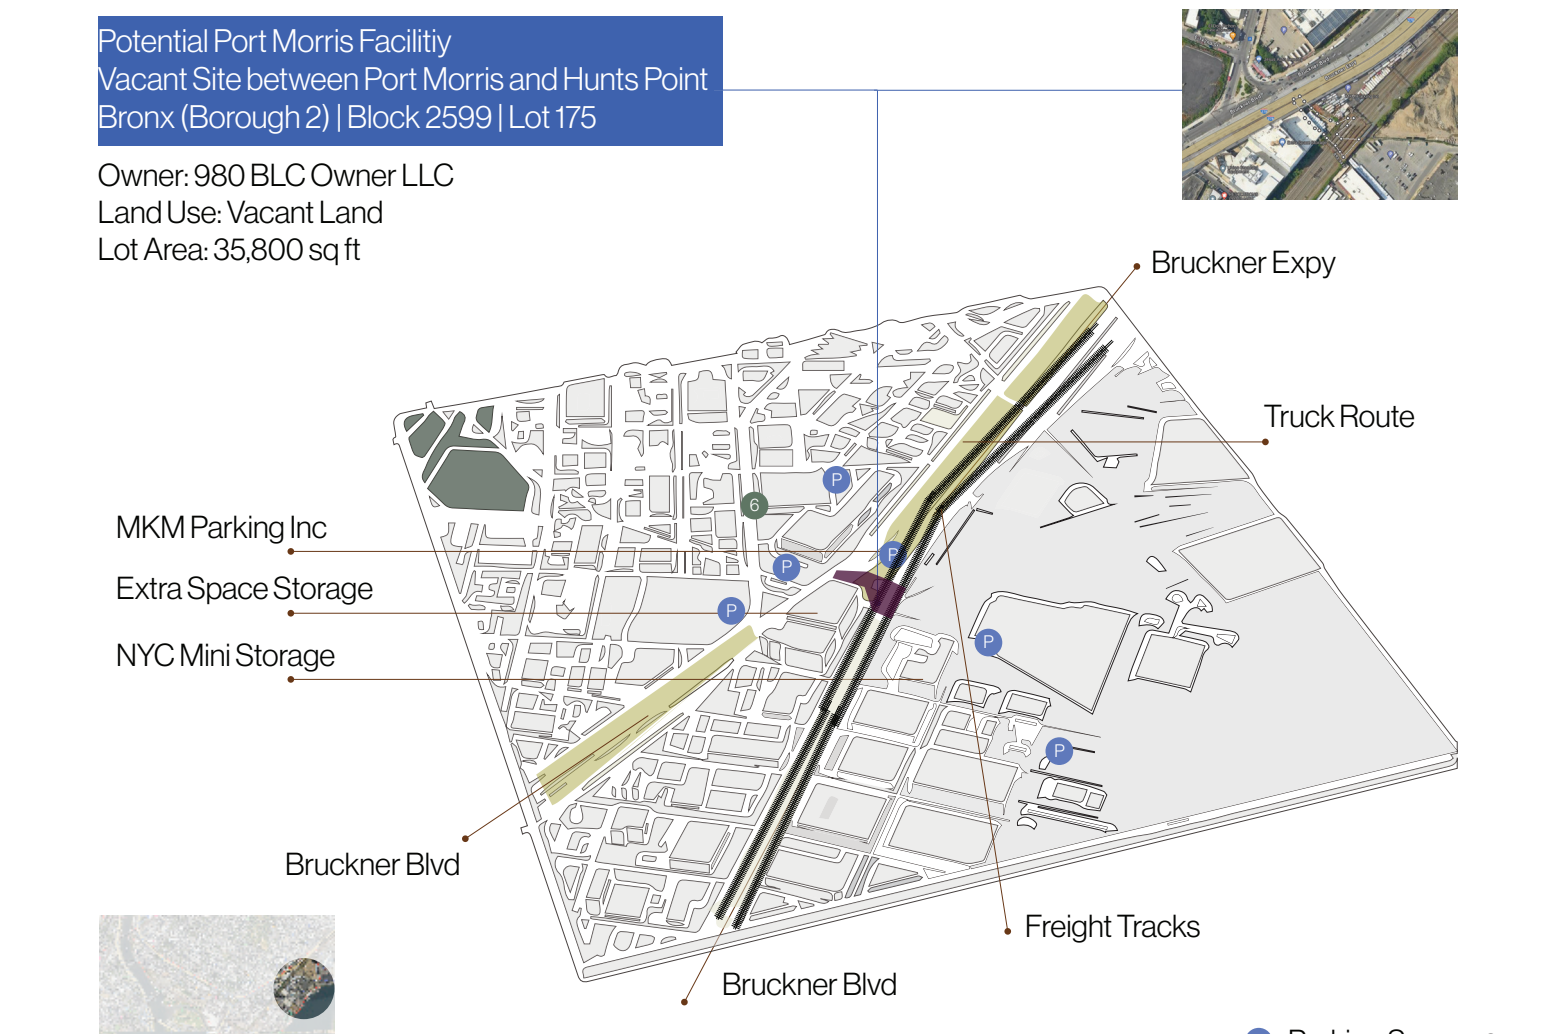 Potential Port Morris Facilitiy
Vacant Site between Port Morris and Hunts Point
Bronx (Borough 2) | Block 2599 | Lot 175
Owner: 980 BLC Owner LLC
Land Use: Vacant Land
Lot Area: 35,800 sq ft
Bruckner Expy
Truck Route
P
6
MKM Parking Inc
P
P
Extra Space Storage
P
NYC Mini Storage
P
P
Bruckner Blvd
Freight Tracks
Bruckner Blvd